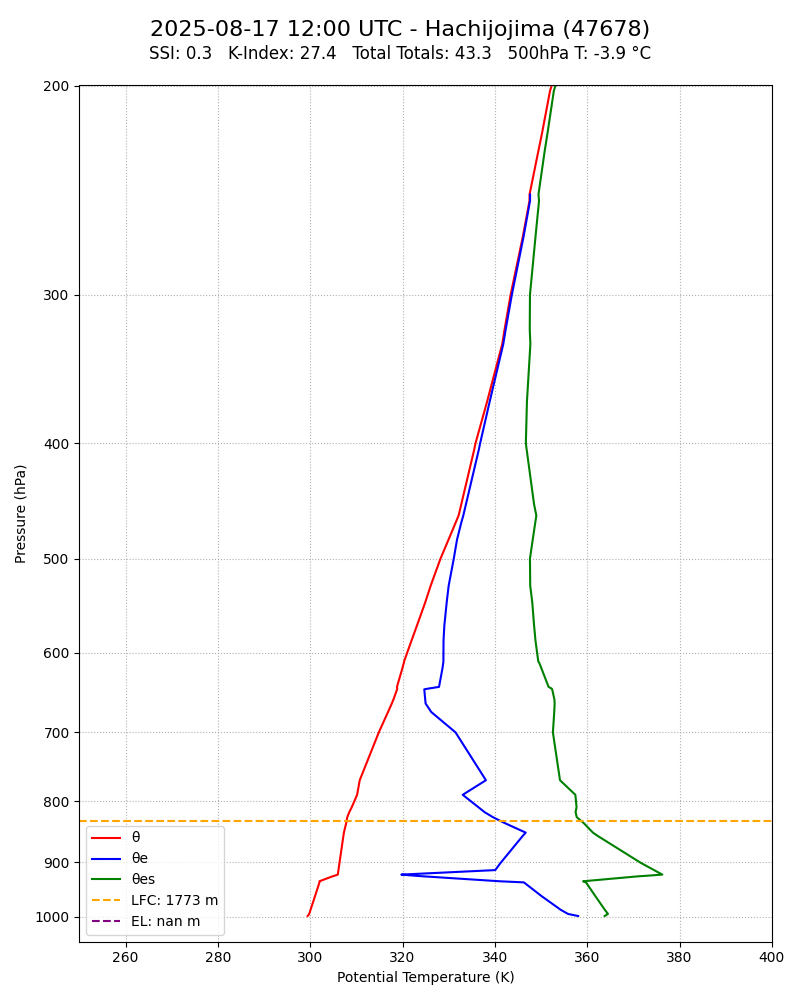 2025-08-17 12:00 UTC - Hachijojima (47678)
SSI: 0.3   K-Index: 27.4   Total Totals: 43.3   500hPa T: -3.9 °C
Pressure (hPa)
200
300
400
500
600
700
800
900
1000
θ
θe
θes
LFC: 1773 m
EL: nan m
260 280 300 320 340 360 380 400
Potential Temperature (K)